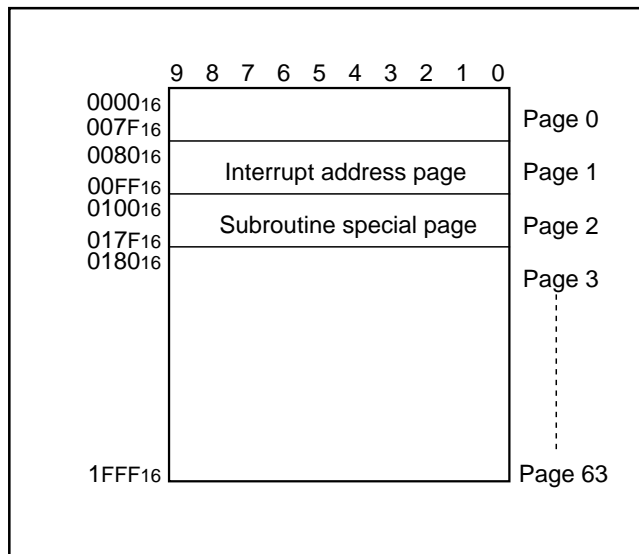 9 8 7 6 5 4 3 2 1 0
000016
007F16
Page 0
008016
00FF16
Interrupt address page
Page 1
010016
017F16
Subroutine special page
Page 2
018016
Page 3
1FFF16
Page 63